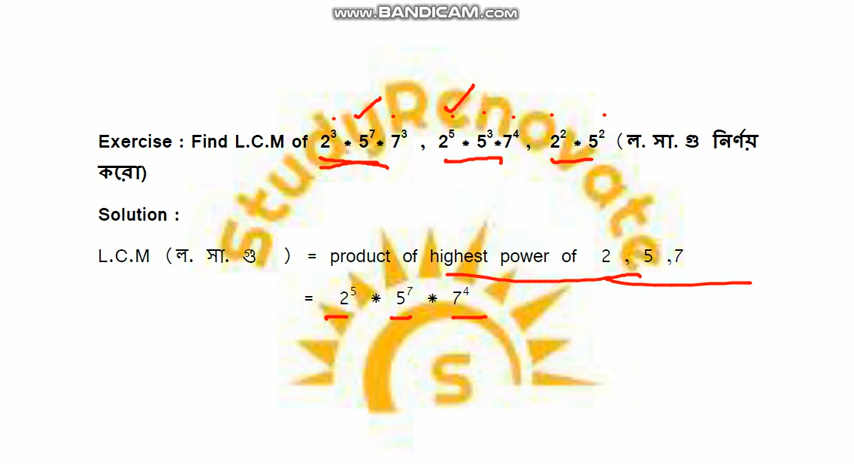 www.BANDICAM.com
Exercise : Find L.C.M of 2³ * 5⁷ * 7³ , 2⁵ * 5³ * 7⁴ , 2² * 5² (ল. সা. গু নির্ণয়
করো)
Solution :
L.C.M (ল. সা. গু ) = product of highest power of 2 , 5 ,7
= 2⁵ * 5⁷ * 7⁴
StudyRenovate
S